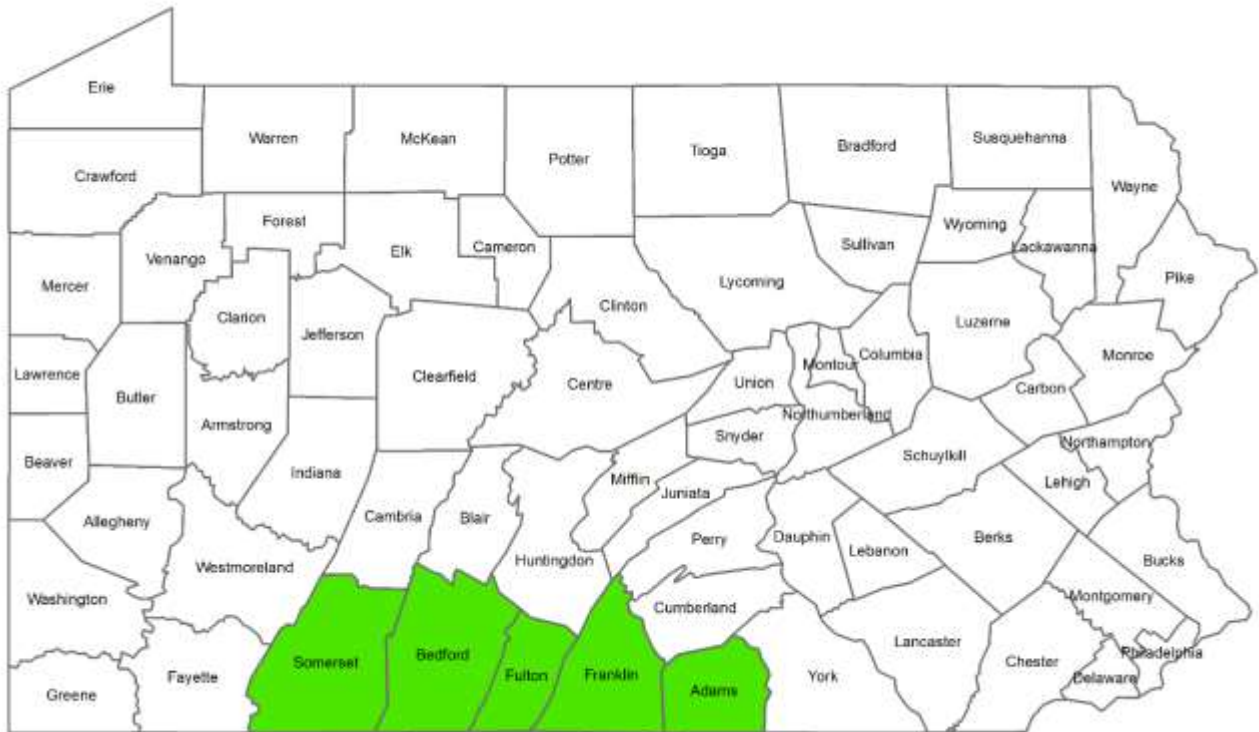 Erie
Warren
McKean
Potter
Tioga
Bradford
Susquehanna
Crawford
Wayne
Forest
Wyoming
Venango
Elk
Cameron
Sullivan
Lackawanna
Mercer
Lycoming
Pike
Clarion
Clinton
Jefferson
Luzerne
Lawrence
Clearfield
Centre
Union
Montour
Columbia
Monroe
Butler
Carbon
Armstrong
Northumberland
Snyder
Northampton
Beaver
Indiana
Mifflin
Juniata
Schuylkill
Lehigh
Allegheny
Cambria
Blair
Perry
Dauphin
Lebanon
Berks
Bucks
Westmoreland
Huntingdon
Washington
Cumberland
Montgomery
Lancaster
Somerset
Bedford
Fulton
Franklin
Adams
York
Chester
Philadelphia
Delaware
Greene
Fayette